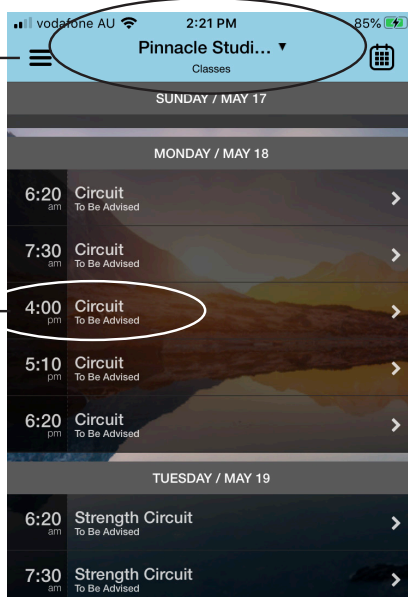 vodafone AU 2:21 PM 85%
Pinnacle Studi... ▼
Classes
SUNDAY / MAY 17
MONDAY / MAY 18
6:20 am Circuit
To Be Advised
7:30 am Circuit
To Be Advised
4:00 pm Circuit
To Be Advised
5:10 pm Circuit
To Be Advised
6:20 pm Circuit
To Be Advised
TUESDAY / MAY 19
6:20 am Strength Circuit
To Be Advised
7:30 am Strength Circuit
To Be Advised